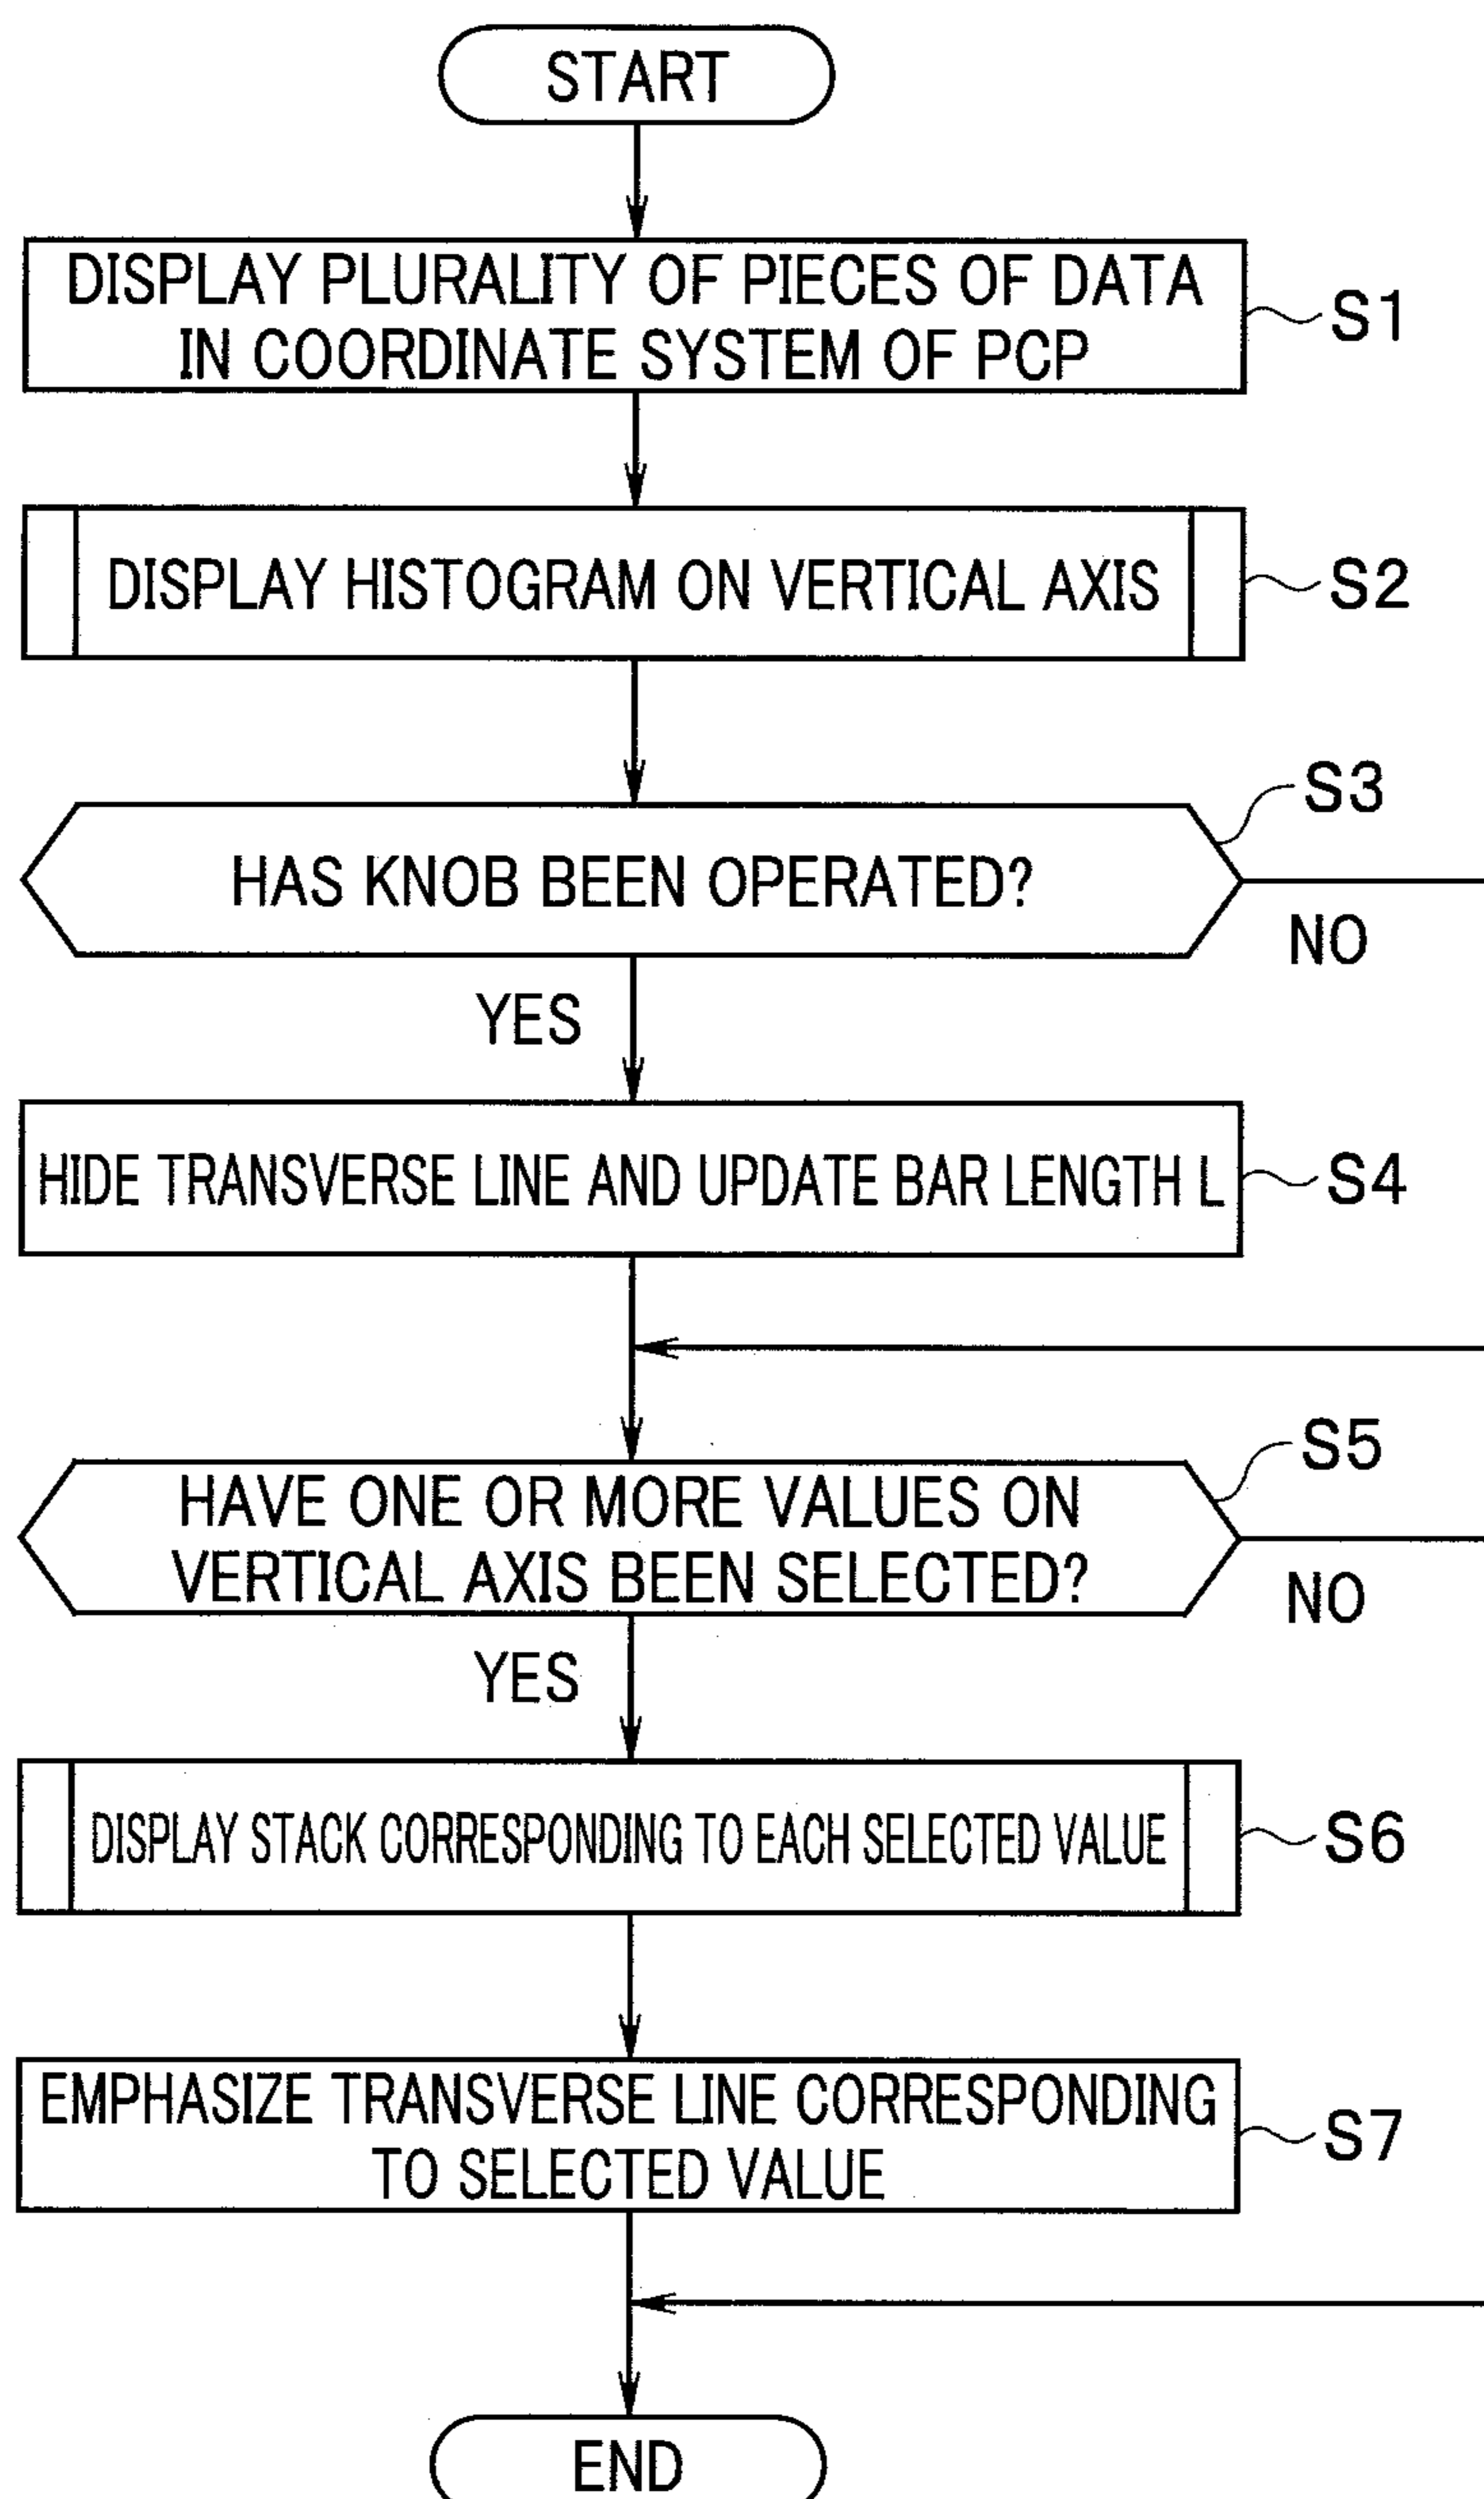 START
DISPLAY PLURALITY OF PIECES OF DATA
IN COORDINATE SYSTEM OF PCP
S1
DISPLAY HISTOGRAM ON VERTICAL AXIS
S2
S3
HAS KNOB BEEN OPERATED?
NO
YES
HIDE TRANSVERSE LINE AND UPDATE BAR LENGTH L
S4
S5
HAVE ONE OR MORE VALUES ON
VERTICAL AXIS BEEN SELECTED?
NO
YES
DISPLAY STACK CORRESPONDING TO EACH SELECTED VALUE
S6
EMPHASIZE TRANSVERSE LINE CORRESPONDING
TO SELECTED VALUE
S7
END